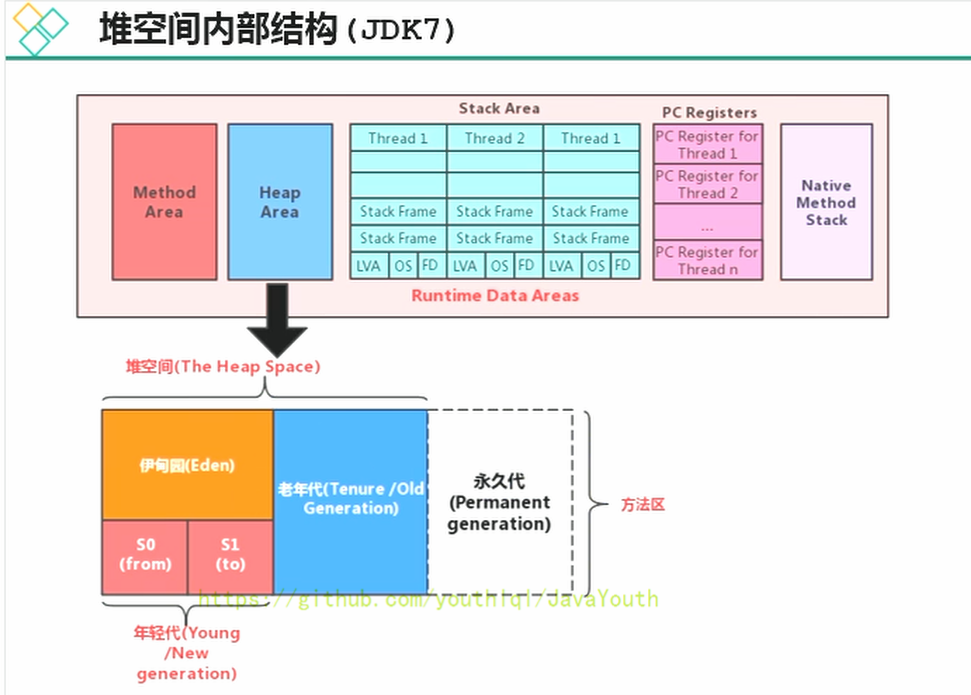 堆空间内部结构(JDK7)
Stack Area
PC Registers
Method
Area
Heap
Area
Thread 1
Thread 2
Thread 1
Stack Frame
Stack Frame
Stack Frame
Stack Frame
Stack Frame
Stack Frame
LVA
OS
FD
LVA
OS
FD
LVA
OS
FD
PC Register for
Thread 1
PC Register for
Thread 2
...
PC Register for
Thread n
Native
Method
Stack
Runtime Data Areas
堆空间(The Heap Space)
伊甸园(Eden)
S0
(from)
S1
(to)
老年代(Tenure /Old
Generation)
永久代
(Permanent
generation)
方法区
https://github.com/youthlql/JavaYouth
年轻代(Young
/New
generation)